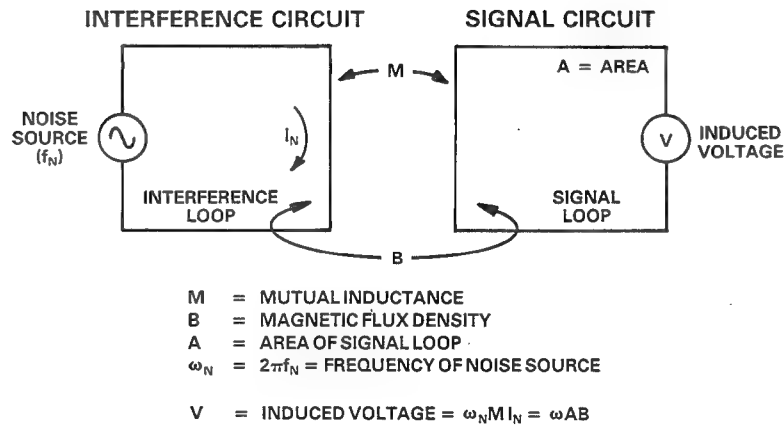 INTERFERENCE CIRCUIT
SIGNAL CIRCUIT
M
A = AREA
NOISE
SOURCE
(fN)
IN
V
INDUCED
VOLTAGE
INTERFERENCE
LOOP
SIGNAL
LOOP
B
M = MUTUAL INDUCTANCE
B = MAGNETIC FLUX DENSITY
A = AREA OF SIGNAL LOOP
ωN = 2πfN = FREQUENCY OF NOISE SOURCE
V = INDUCED VOLTAGE = ωNMIN = ωAB